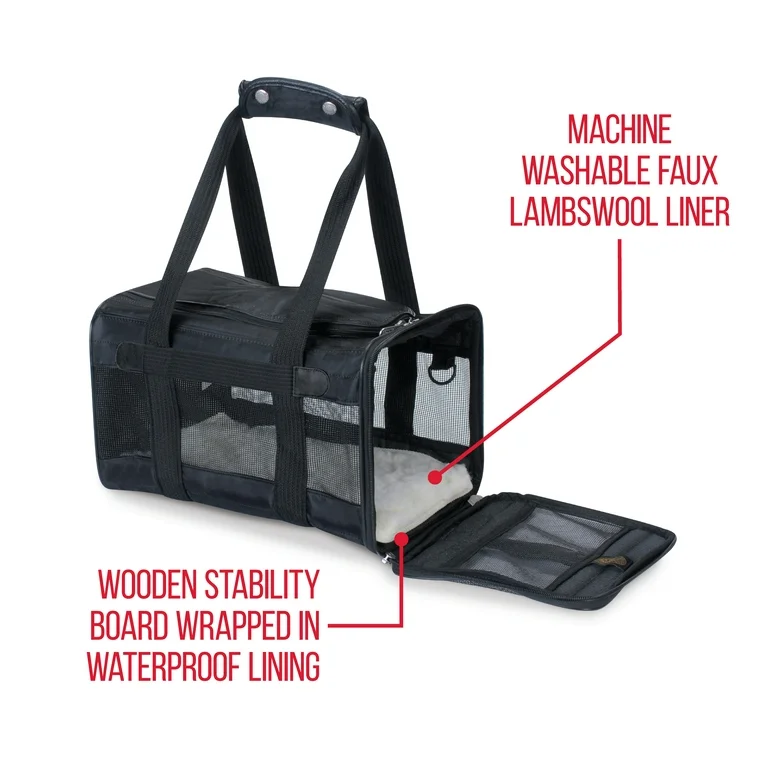 MACHINE
WASHABLE FAUX
LAMBSWOOL LINER
WOODEN STABILITY
BOARD WRAPPED IN
WATERPROOF LINING